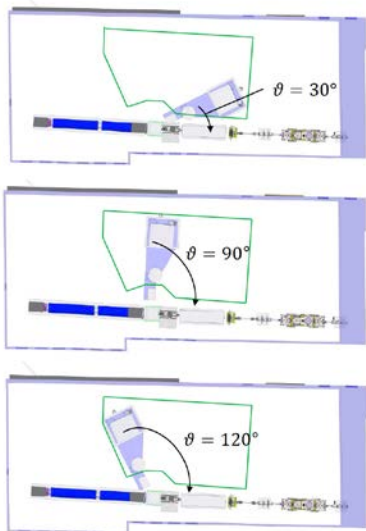 𝜗 = 30°
𝜗 = 90°
𝜗 = 120°